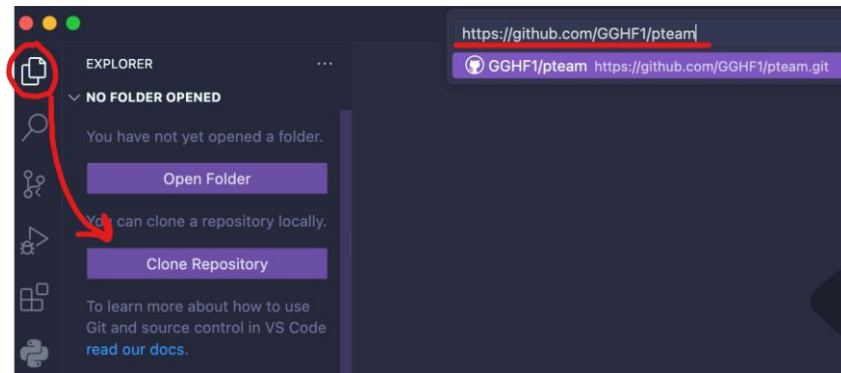 https://github.com/GGHF1/pteam
GGHF1/pteam https://github.com/GGHF1/pteam.git
EXPLORER
NO FOLDER OPENED
You have not yet opened a folder.
Open Folder
You can clone a repository locally.
Clone Repository
To learn more about how to use
Git and source control in VS Code
read our docs.